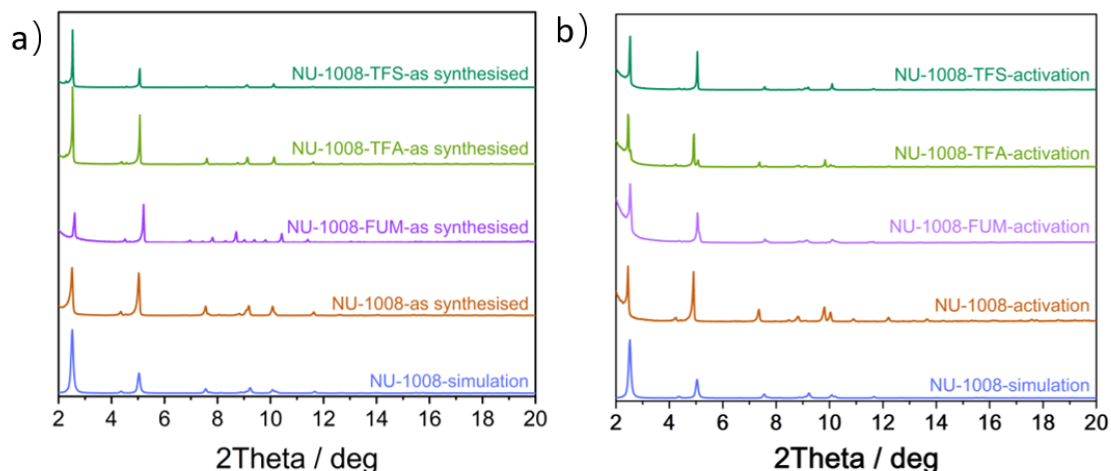 a)
NU-1008-TFS-as synthesised
NU-1008-TFA-as synthesised
NU-1008-FUM-as synthesised
NU-1008-as synthesised
NU-1008-simulation
2 4 6 8 10 12 14 16 18 20
2Theta / deg
b)
NU-1008-TFS-activation
NU-1008-TFA-activation
NU-1008-FUM-activation
NU-1008-activation
NU-1008-simulation
2 4 6 8 10 12 14 16 18 20
2Theta / deg